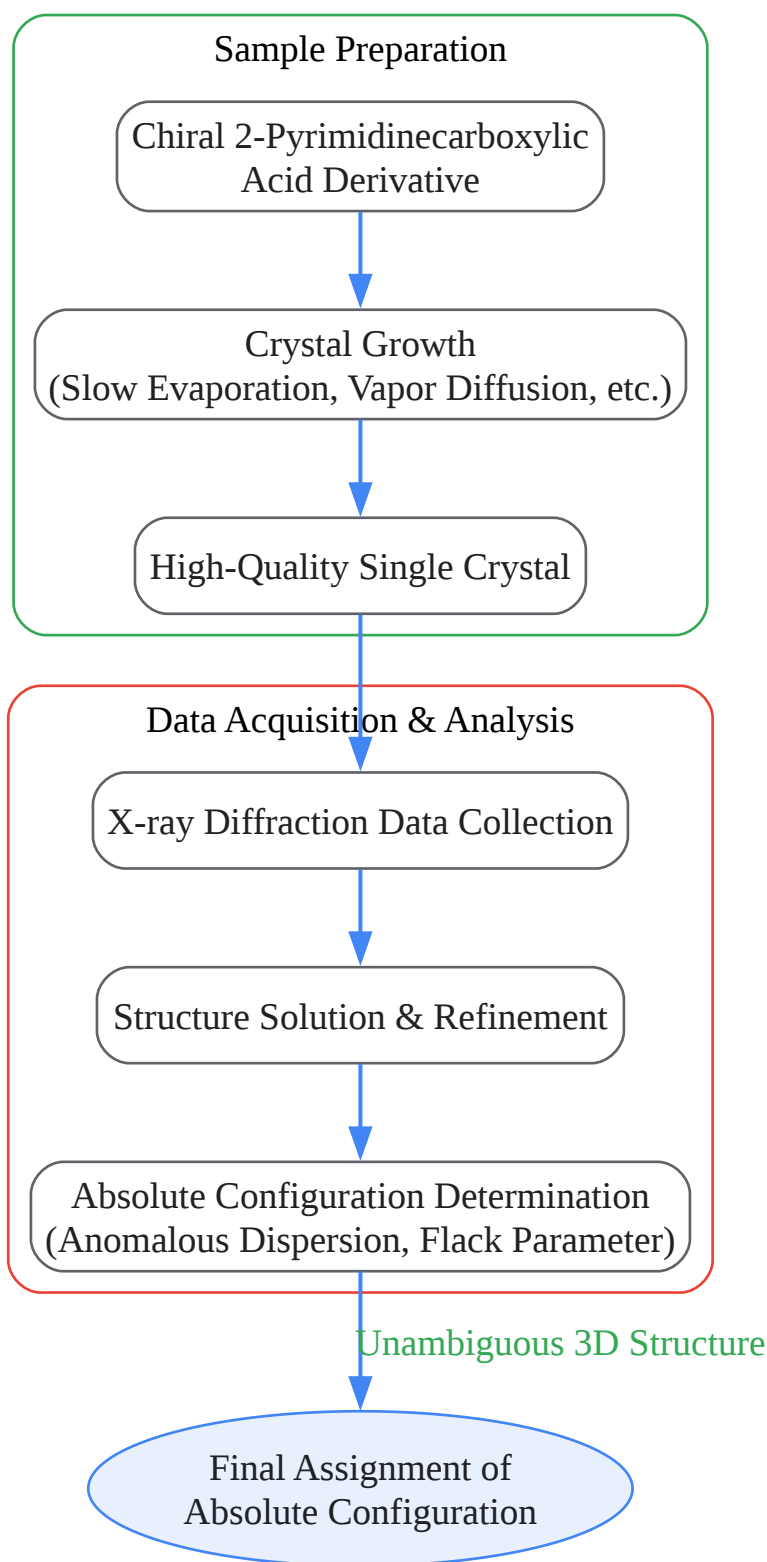 Sample Preparation
Chiral 2-Pyrimidinecarboxylic
Acid Derivative
Crystal Growth
(Slow Evaporation, Vapor Diffusion, etc.)
High-Quality Single Crystal
Data Acquisition & Analysis
X-ray Diffraction Data Collection
Structure Solution & Refinement
Absolute Configuration Determination
(Anomalous Dispersion, Flack Parameter)
Unambiguous 3D Structure
Final Assignment of
Absolute Configuration